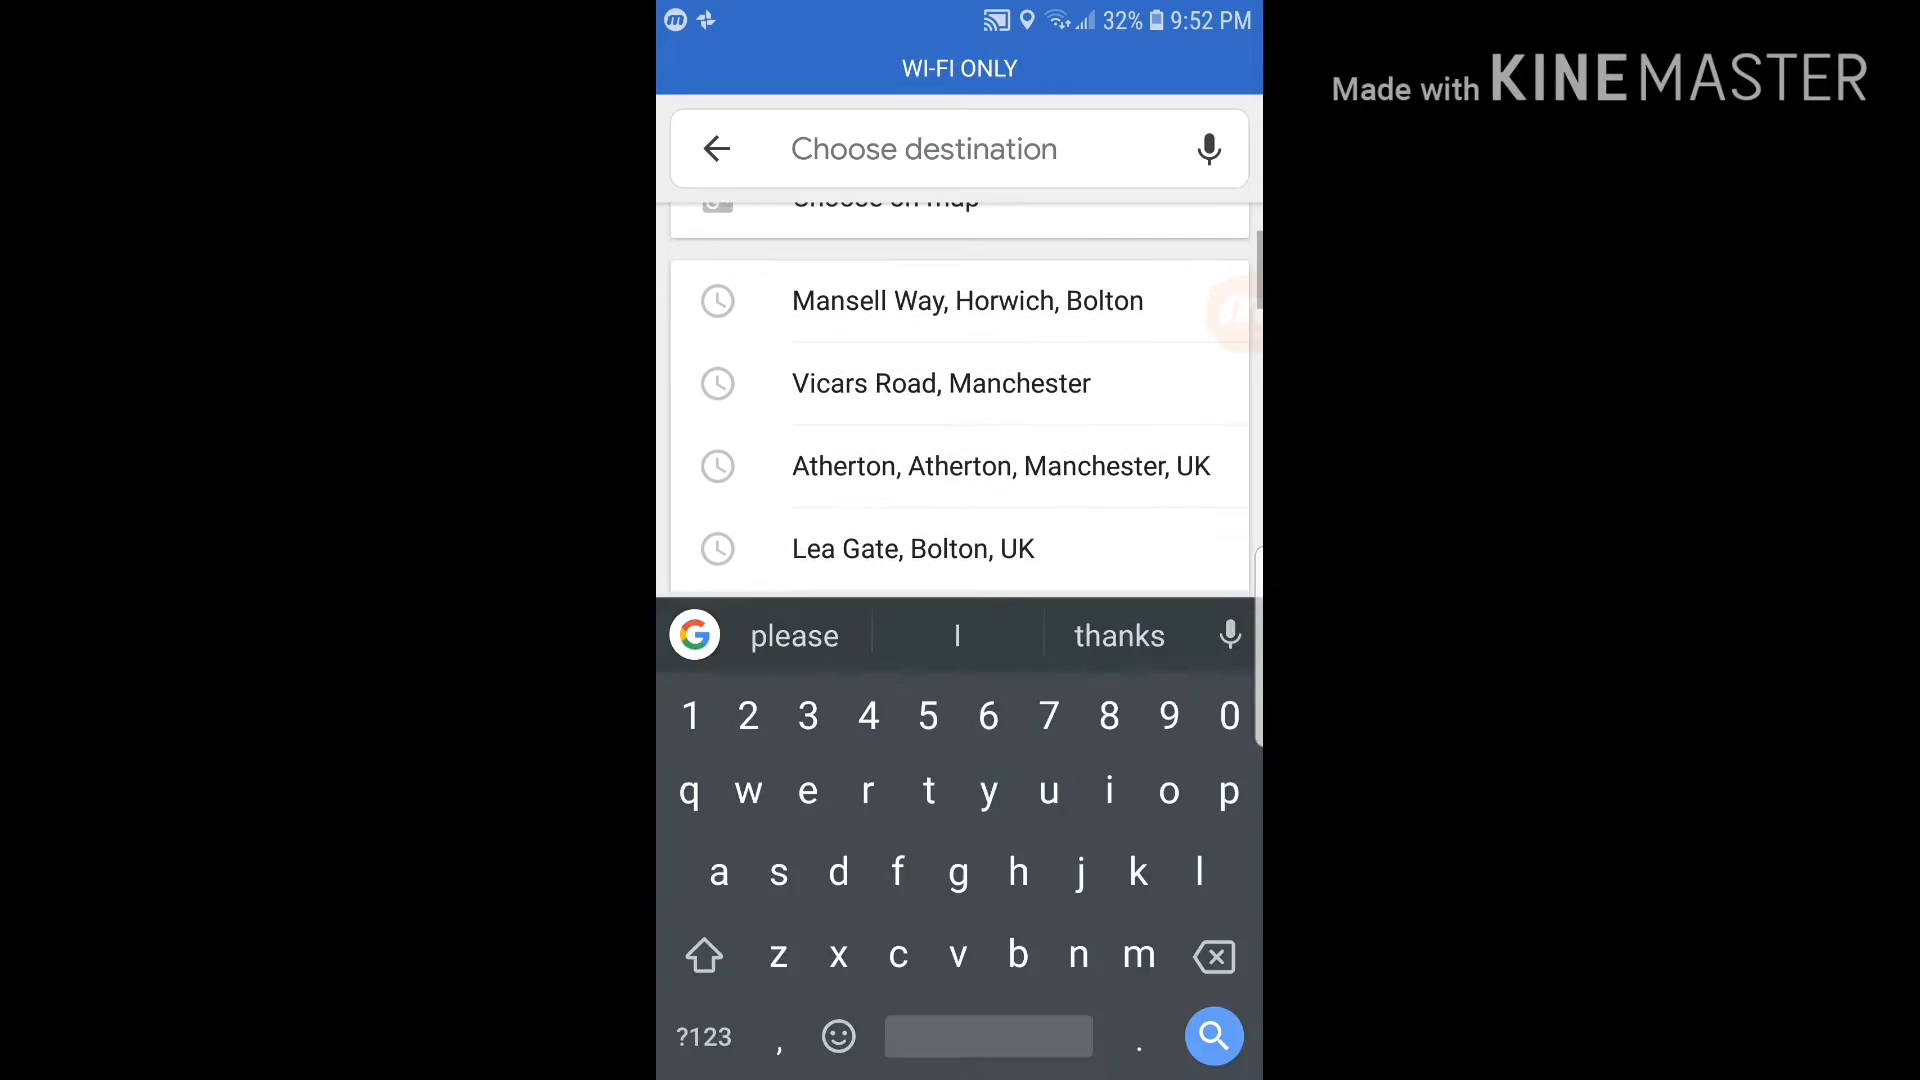 32% 9:52 PM
WI-FI ONLY
Made with KINEMASTER
Choose destination
Choose on map
Mansell Way, Horwich, Bolton
Vicars Road, Manchester
Atherton, Atherton, Manchester, UK
Lea Gate, Bolton, UK
G please I thanks
1 2 3 4 5 6 7 8 9 0
q w e r t y u i o p
a s d f g h j k l
z x c v b n m
?123 , .